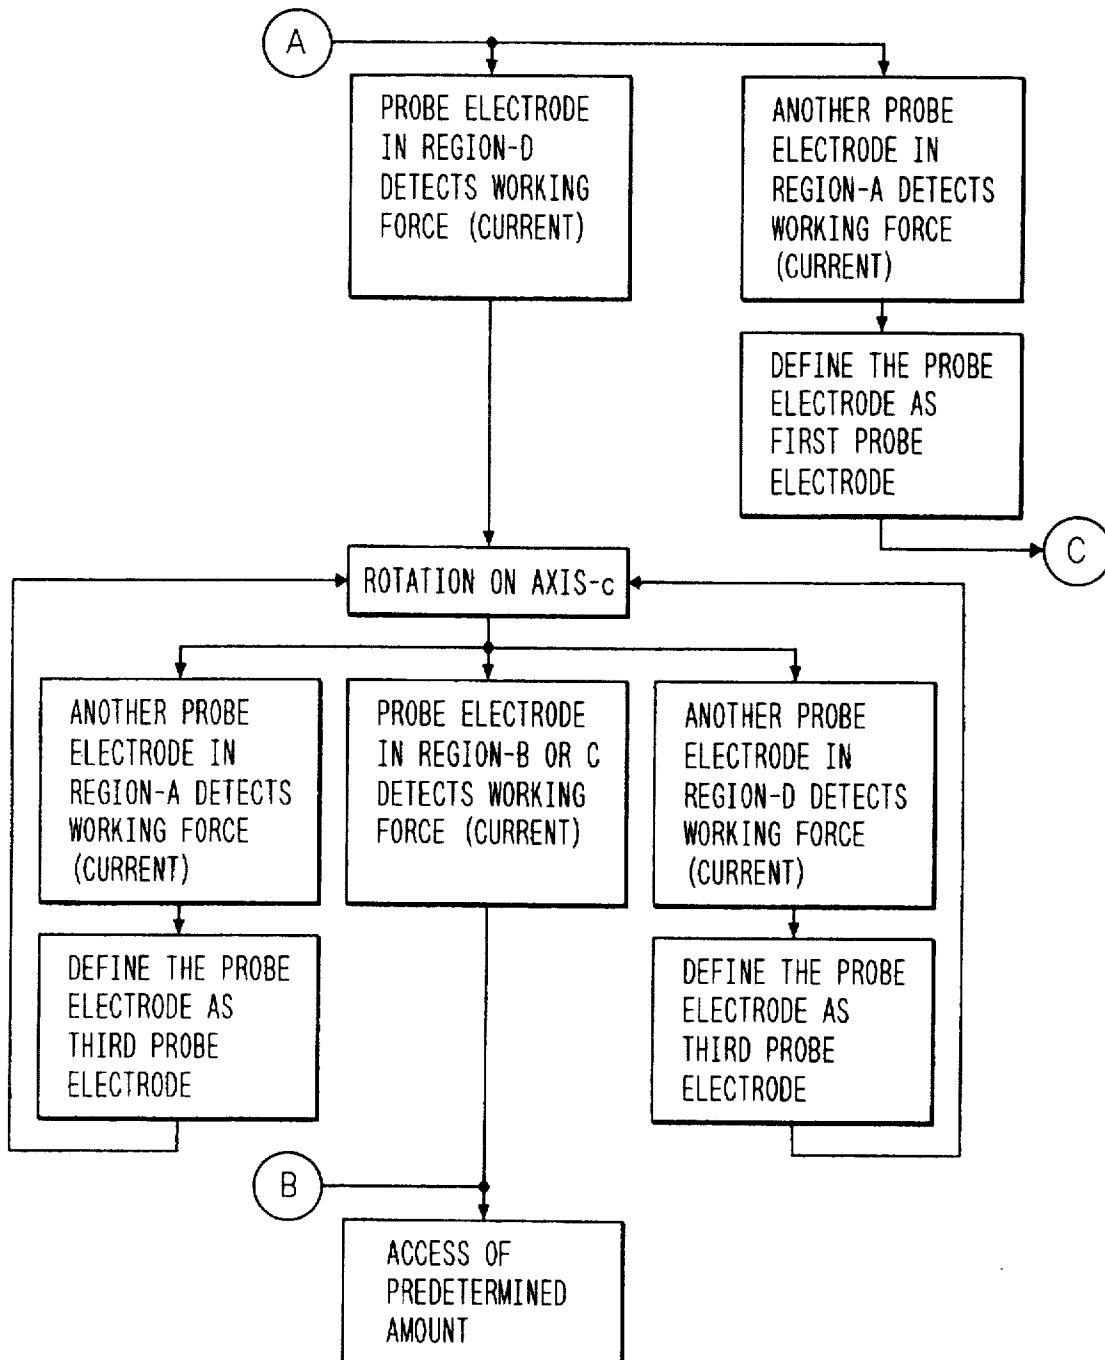 A
PROBE ELECTRODE
IN REGION-D
DETECTS WORKING
FORCE (CURRENT)
ANOTHER PROBE
ELECTRODE IN
REGION-A DETECTS
WORKING FORCE
(CURRENT)
DEFINE THE PROBE
ELECTRODE AS
FIRST PROBE
ELECTRODE
C
ROTATION ON AXIS-c
ANOTHER PROBE
ELECTRODE IN
REGION-A DETECTS
WORKING FORCE
(CURRENT)
PROBE ELECTRODE
IN REGION-B OR C
DETECTS WORKING
FORCE (CURRENT)
ANOTHER PROBE
ELECTRODE IN
REGION-D DETECTS
WORKING FORCE
(CURRENT)
DEFINE THE PROBE
ELECTRODE AS
THIRD PROBE
ELECTRODE
DEFINE THE PROBE
ELECTRODE AS
THIRD PROBE
ELECTRODE
B
ACCESS OF
PREDETERMINED
AMOUNT